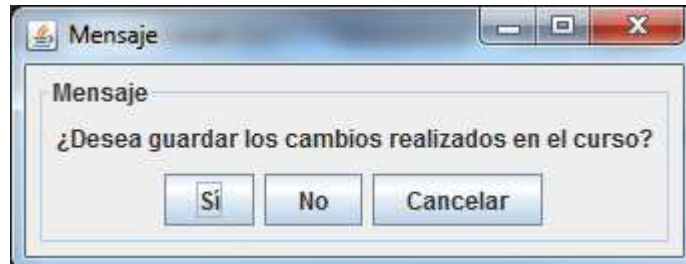 Mensaje
Mensaje
¿Desea guardar los cambios realizados en el curso?
Sí No Cancelar